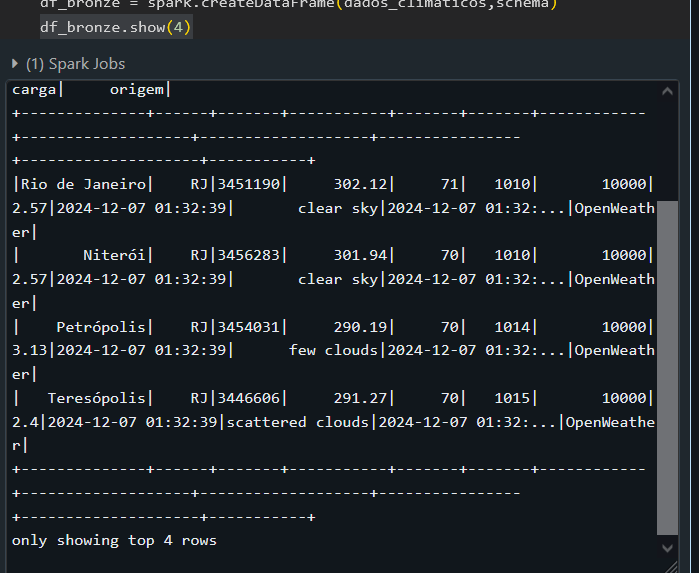 df_bronze = spark.createDataFrame(dados_climaticos,schema)
df_bronze.show(4)
(1) Spark Jobs
carga|     origem|
+--------------+------+-------+-----------+-------+-------+------------
+-------------------+-------------------+----------------
+--------------------+-----------+
|Rio de Janeiro|    RJ|3451190|     302.12|     71|   1010|       10000|
2.57|2024-12-07 01:32:39|       clear sky|2024-12-07 01:32:...|OpenWeath
er|
|       Niterói|    RJ|3456283|     301.94|     70|   1010|       10000|
2.57|2024-12-07 01:32:39|       clear sky|2024-12-07 01:32:...|OpenWeath
er|
|    Petrópolis|    RJ|3454031|     290.19|     70|   1014|       10000|
3.13|2024-12-07 01:32:39|      few clouds|2024-12-07 01:32:...|OpenWeath
er|
|   Teresópolis|    RJ|3446606|     291.27|     70|   1015|       10000|
2.4|2024-12-07 01:32:39|scattered clouds|2024-12-07 01:32:...|OpenWeathe
r|
+--------------+------+-------+-----------+-------+-------+------------
+-------------------+-------------------+----------------
+--------------------+-----------+
only showing top 4 rows